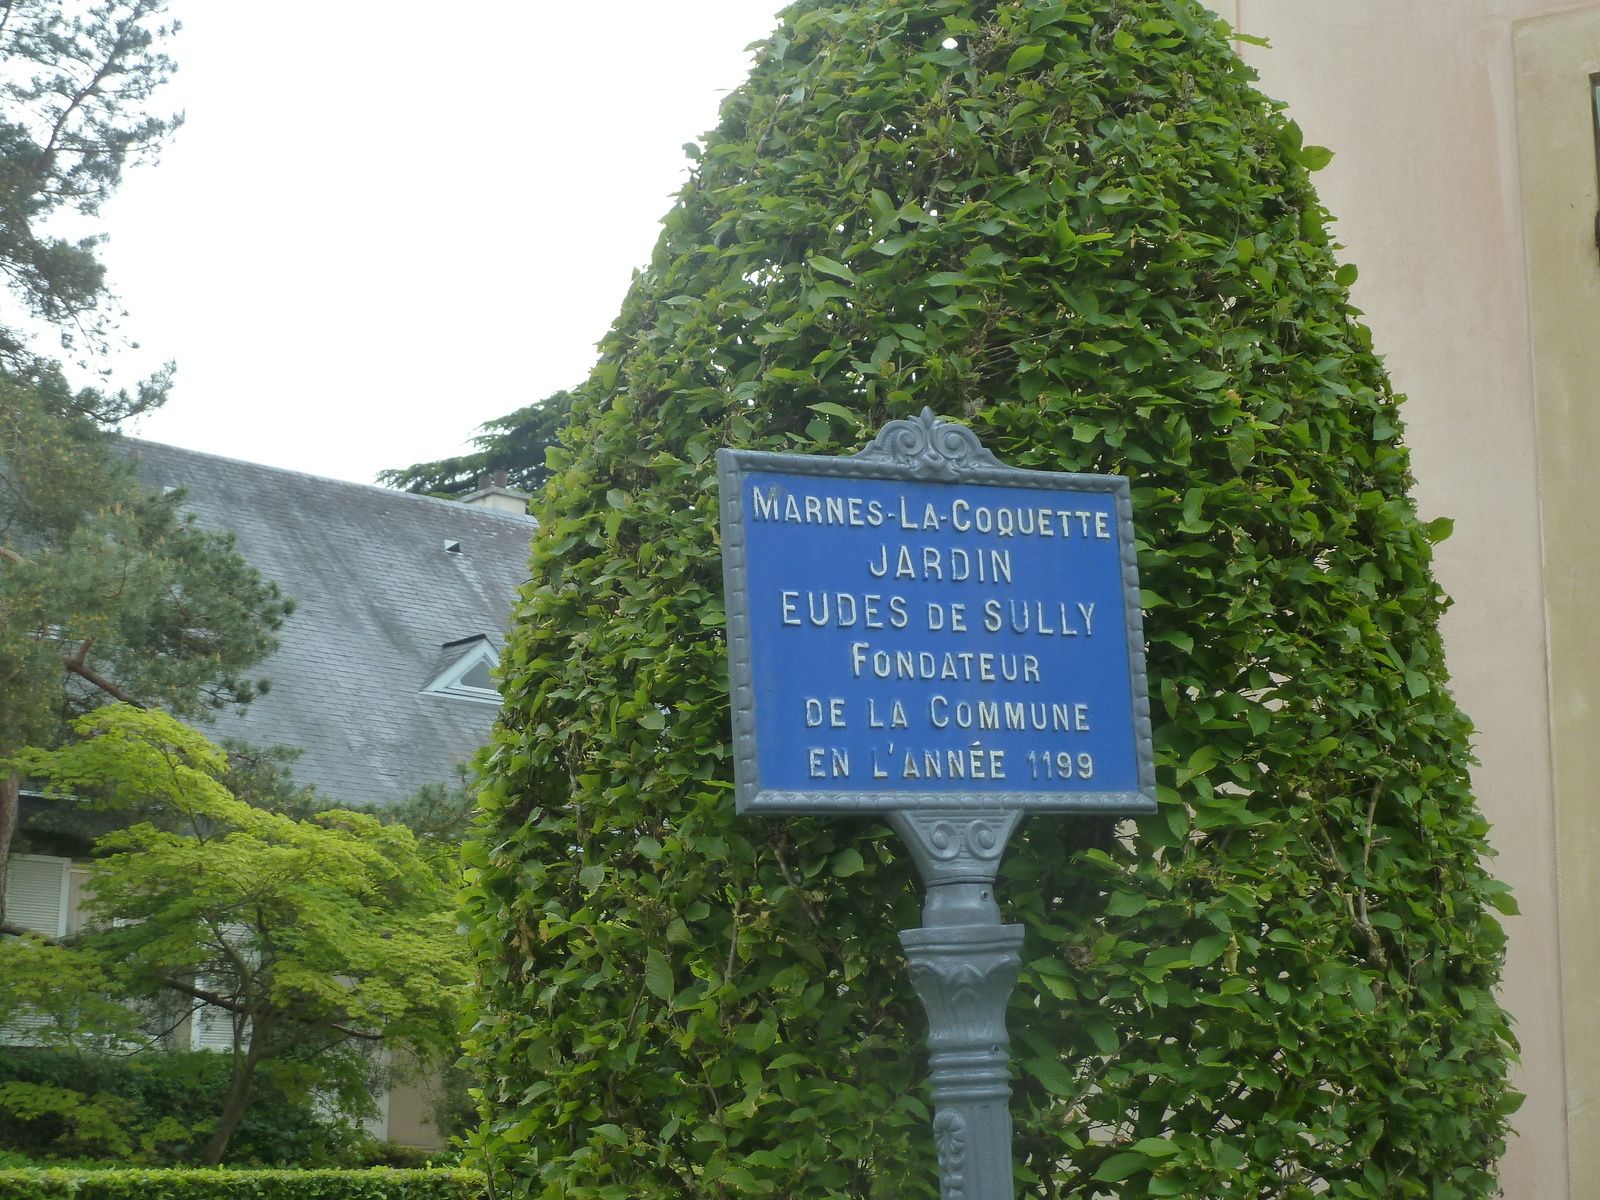 MARNES-LA-COQUETTE
JARDIN
EUDES DE SULLY
FONDATEUR
DE LA COMMUNE
EN L'ANNÉE 1199